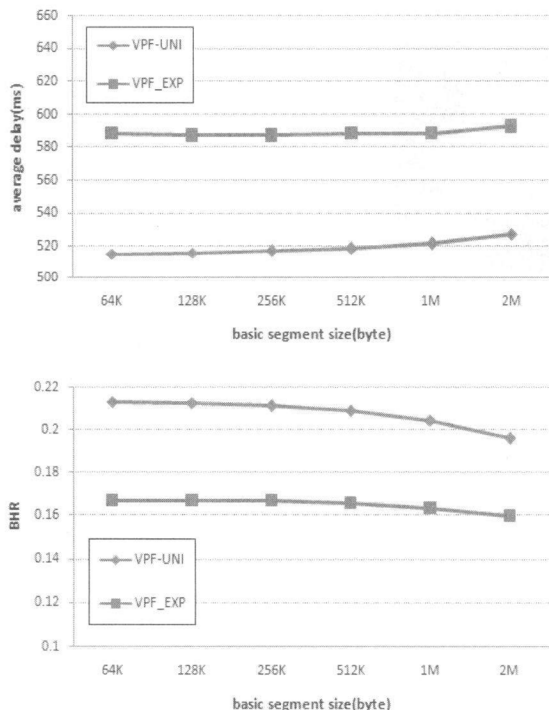 660
640
620
600
580
560
540
520
500
average delay(ms)
VPF-UNI
VPF_EXP
64K 128K 256K 512K 1M 2M
basic segment size(byte)
0.22
0.2
0.18
0.16
0.14
0.12
0.1
BHR
VPF-UNI
VPF_EXP
64K 128K 256K 512K 1M 2M
basic segment size(byte)